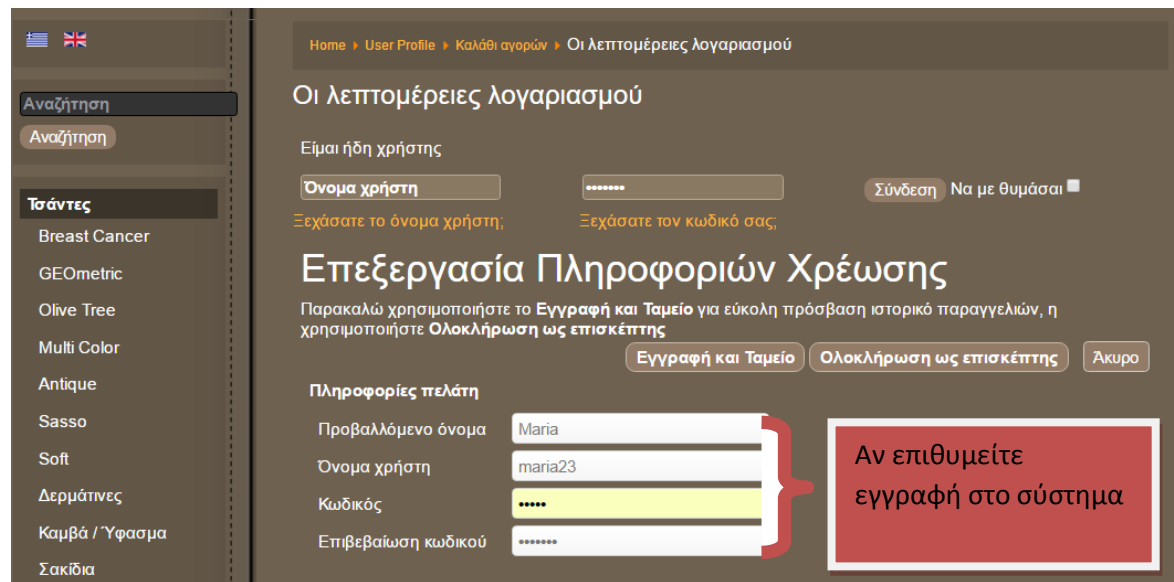 Home User Profile Καλάθι αγορών Οι λεπτομέρειες λογαριασμού
Αναζήτηση
Αναζήτηση
Τσάντες
Breast Cancer
GEOmetric
Olive Tree
Multi Color
Antique
Sasso
Soft
Δερμάτινες
Καμβά / Ύφασμα
Σακίδια
Οι λεπτομέρειες λογαριασμού
Είμαι ήδη χρήστης
Όνομα χρήστη ••••••• Σύνδεση Να με θυμάσαι
Ξεχάσατε το όνομα χρήστη; Ξεχάσατε τον κωδικό σας;
Επεξεργασία Πληροφοριών Χρέωσης
Παρακαλώ χρησιμοποιήστε το Εγγραφή και Ταμείο για εύκολη πρόσβαση ιστορικό παραγγελιών, η
χρησιμοποιήστε Ολοκλήρωση ως επισκέπτης
Εγγραφή και Ταμείο Ολοκλήρωση ως επισκέπτης Άκυρο
Πληροφορίες πελάτη
Προβαλλόμενο όνομα Maria
Όνομα χρήστη maria23
Κωδικός •••••
Επιβεβαίωση κωδικού •••••••
Αν επιθυμείτε
εγγραφή στο σύστημα